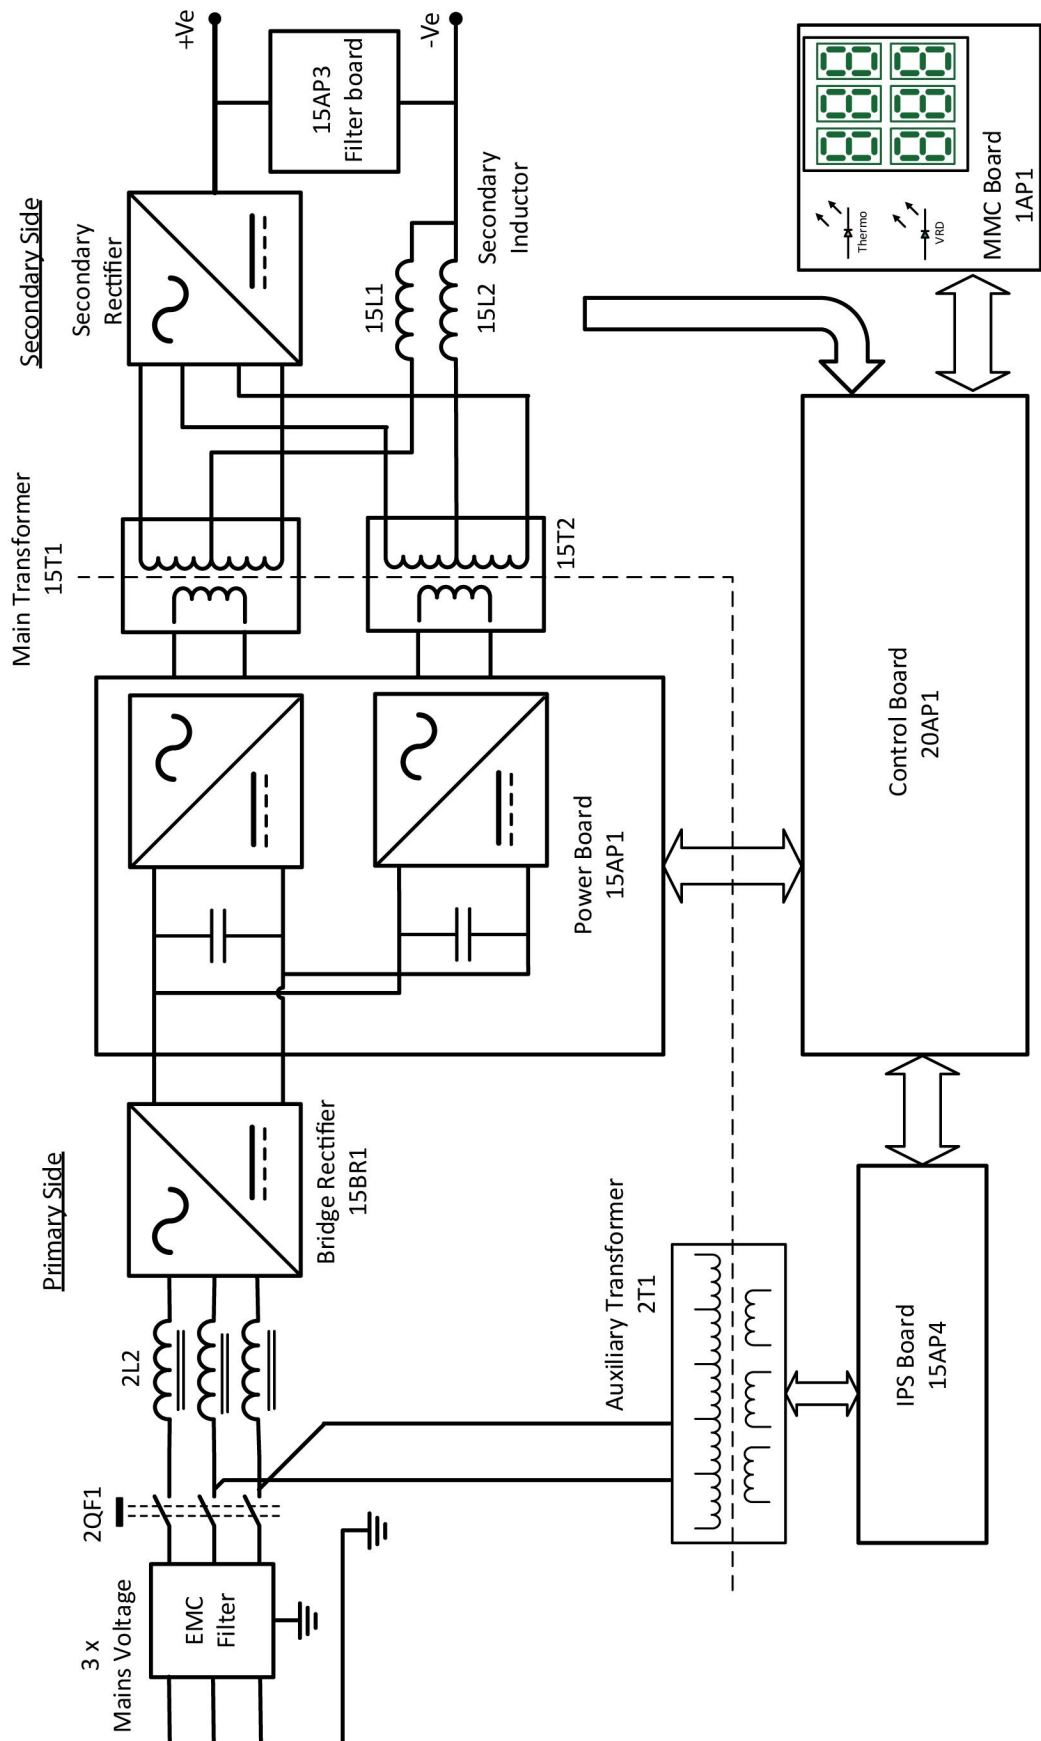 Primary Side
Secondary Side
3 x
Mains Voltage
EMC
Filter
2QF1
2L2
Bridge Rectifier
15BR1
Power Board
15AP1
Main Transformer
15T1
15T2
Secondary
Rectifier
15L1
15L2
Secondary
Inductor
+Ve
15AP3
Filter board
-Ve
Auxiliary Transformer
2T1
IPS Board
15AP4
Control Board
20AP1
Thermo
VRD
888
888
MMC Board
1AP1